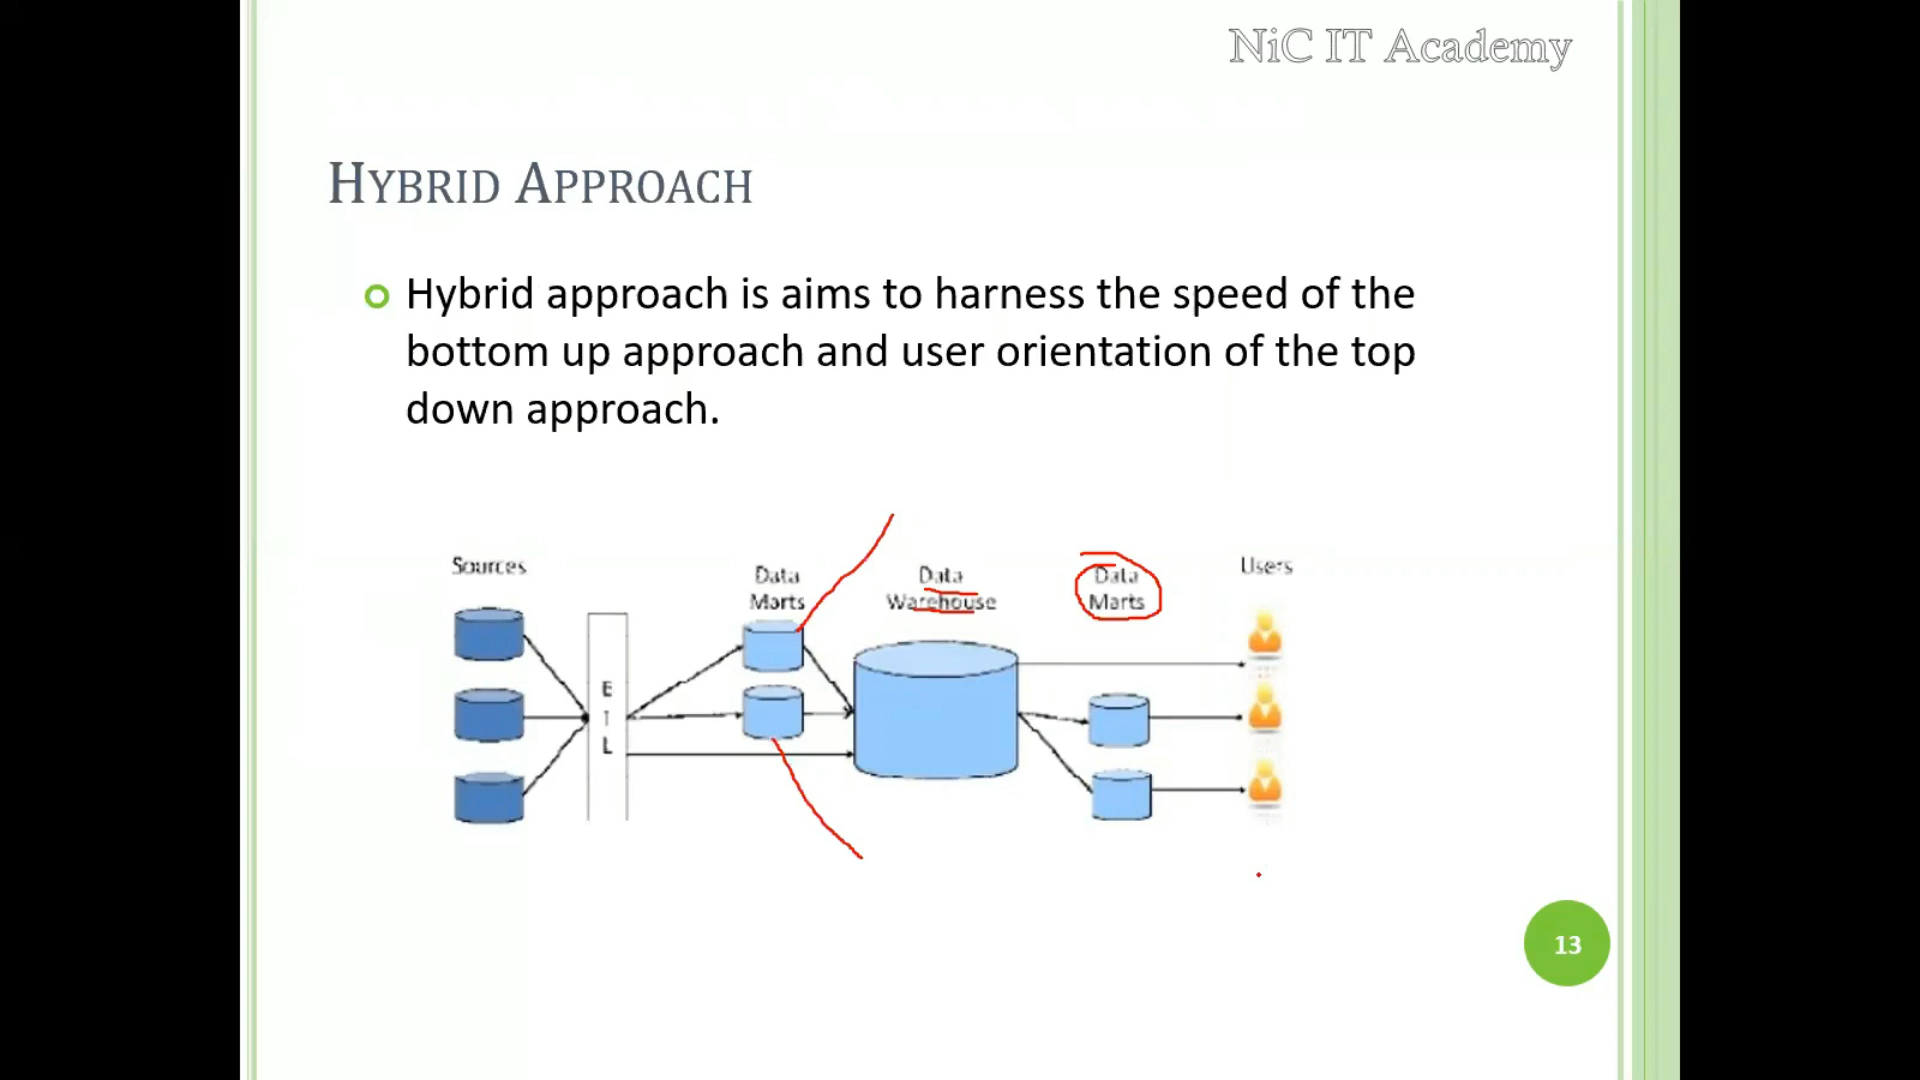 NiC IT Academy
HYBRID APPROACH
Hybrid approach is aims to harness the speed of the
bottom up approach and user orientation of the top
down approach.
Sources
Data
Marts
Data
Warehouse
Data
Marts
Users
E
T
L
13